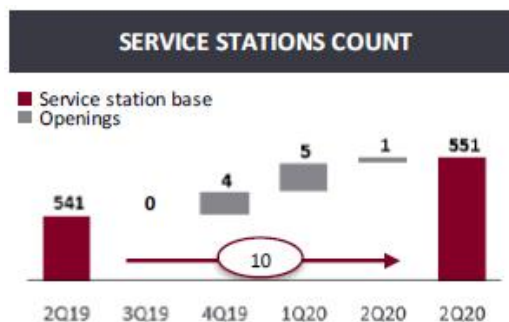 SERVICE STATIONS COUNT
Service station base
Openings
541 0 4 5 1 551
10
2Q19 3Q19 4Q19 1Q20 2Q20 2Q20